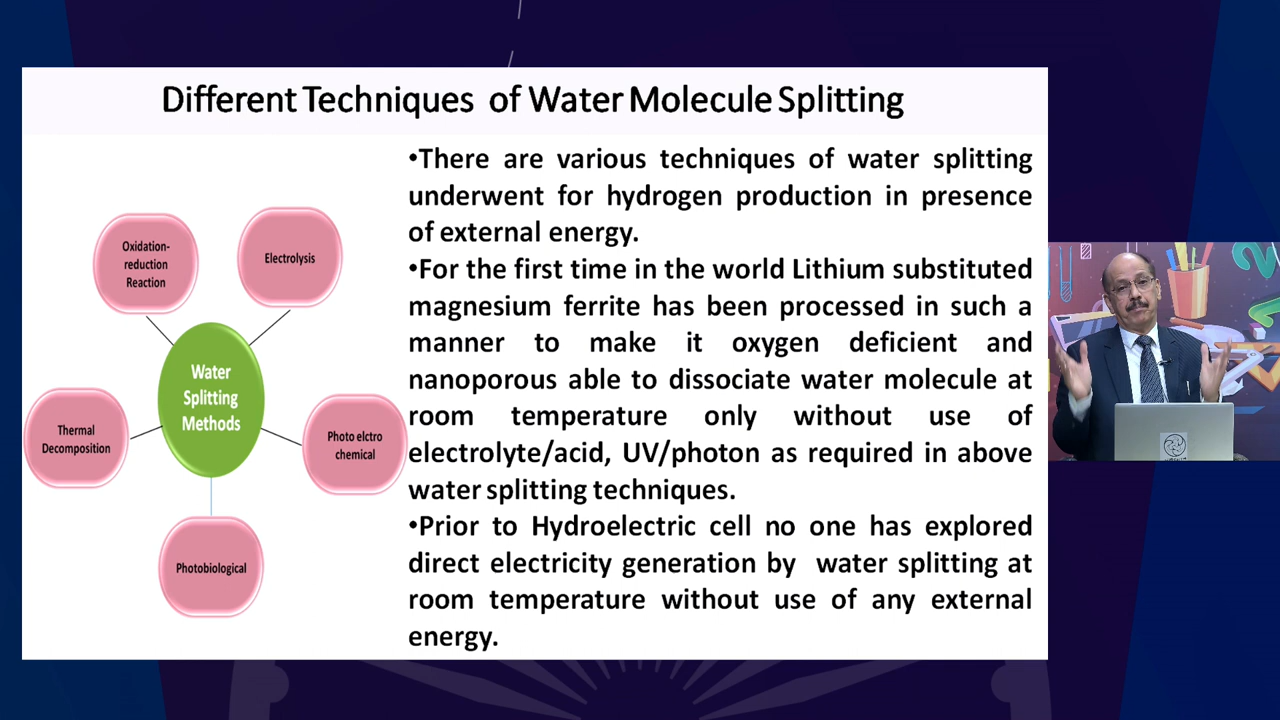 Different Techniques of Water Molecule Splitting
•There are various techniques of water splitting
underwent for hydrogen production in presence
of external energy.
•For the first time in the world Lithium substituted
magnesium ferrite has been processed in such a
manner to make it oxygen deficient and
nanoporous able to dissociate water molecule at
room temperature only without use of
electrolyte/acid, UV/photon as required in above
water splitting techniques.
•Prior to Hydroelectric cell no one has explored
direct electricity generation by water splitting at
room temperature without use of any external
energy.
Oxidation-
reduction
Reaction
Electrolysis
Water
Splitting
Methods
Thermal
Decomposition
Photo elctro
chemical
Photobiological